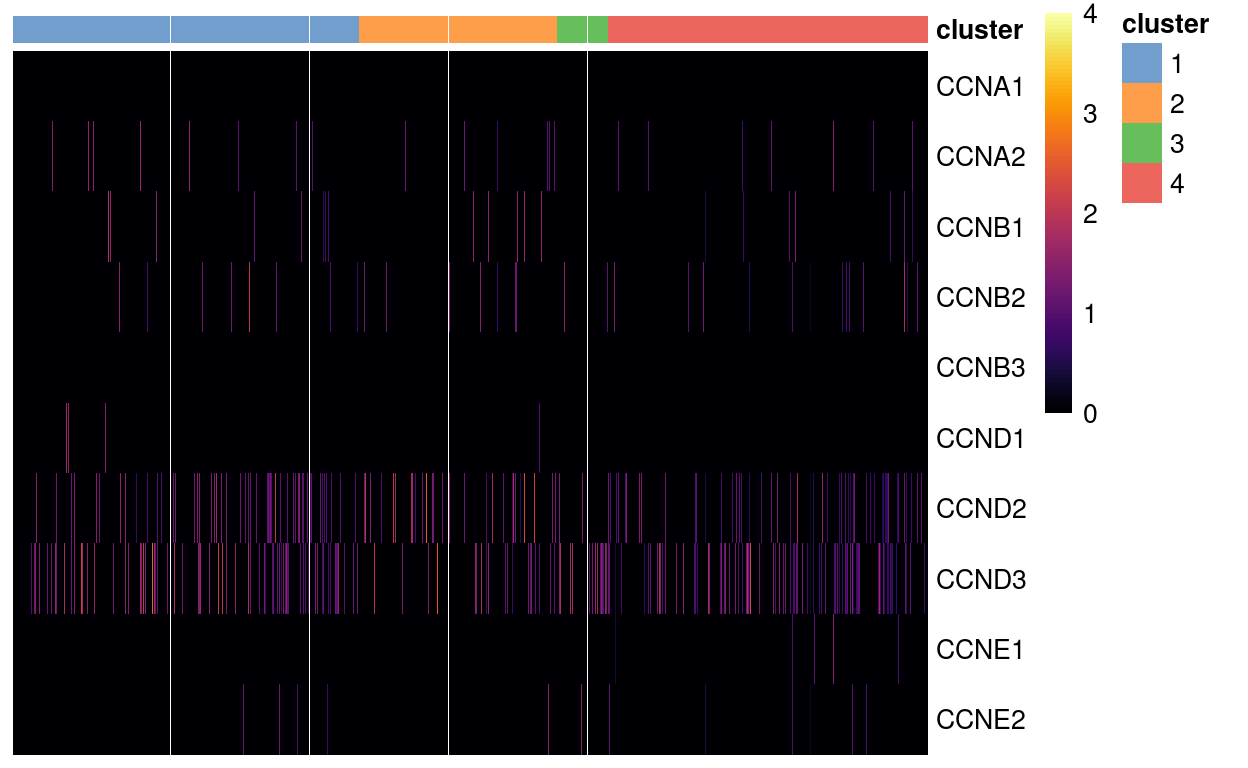 cluster
CCNA1
CCNA2
CCNB1
CCNB2
CCNB3
CCND1
CCND2
CCND3
CCNE1
CCNE2
4
3
2
1
0
cluster
1
2
3
4